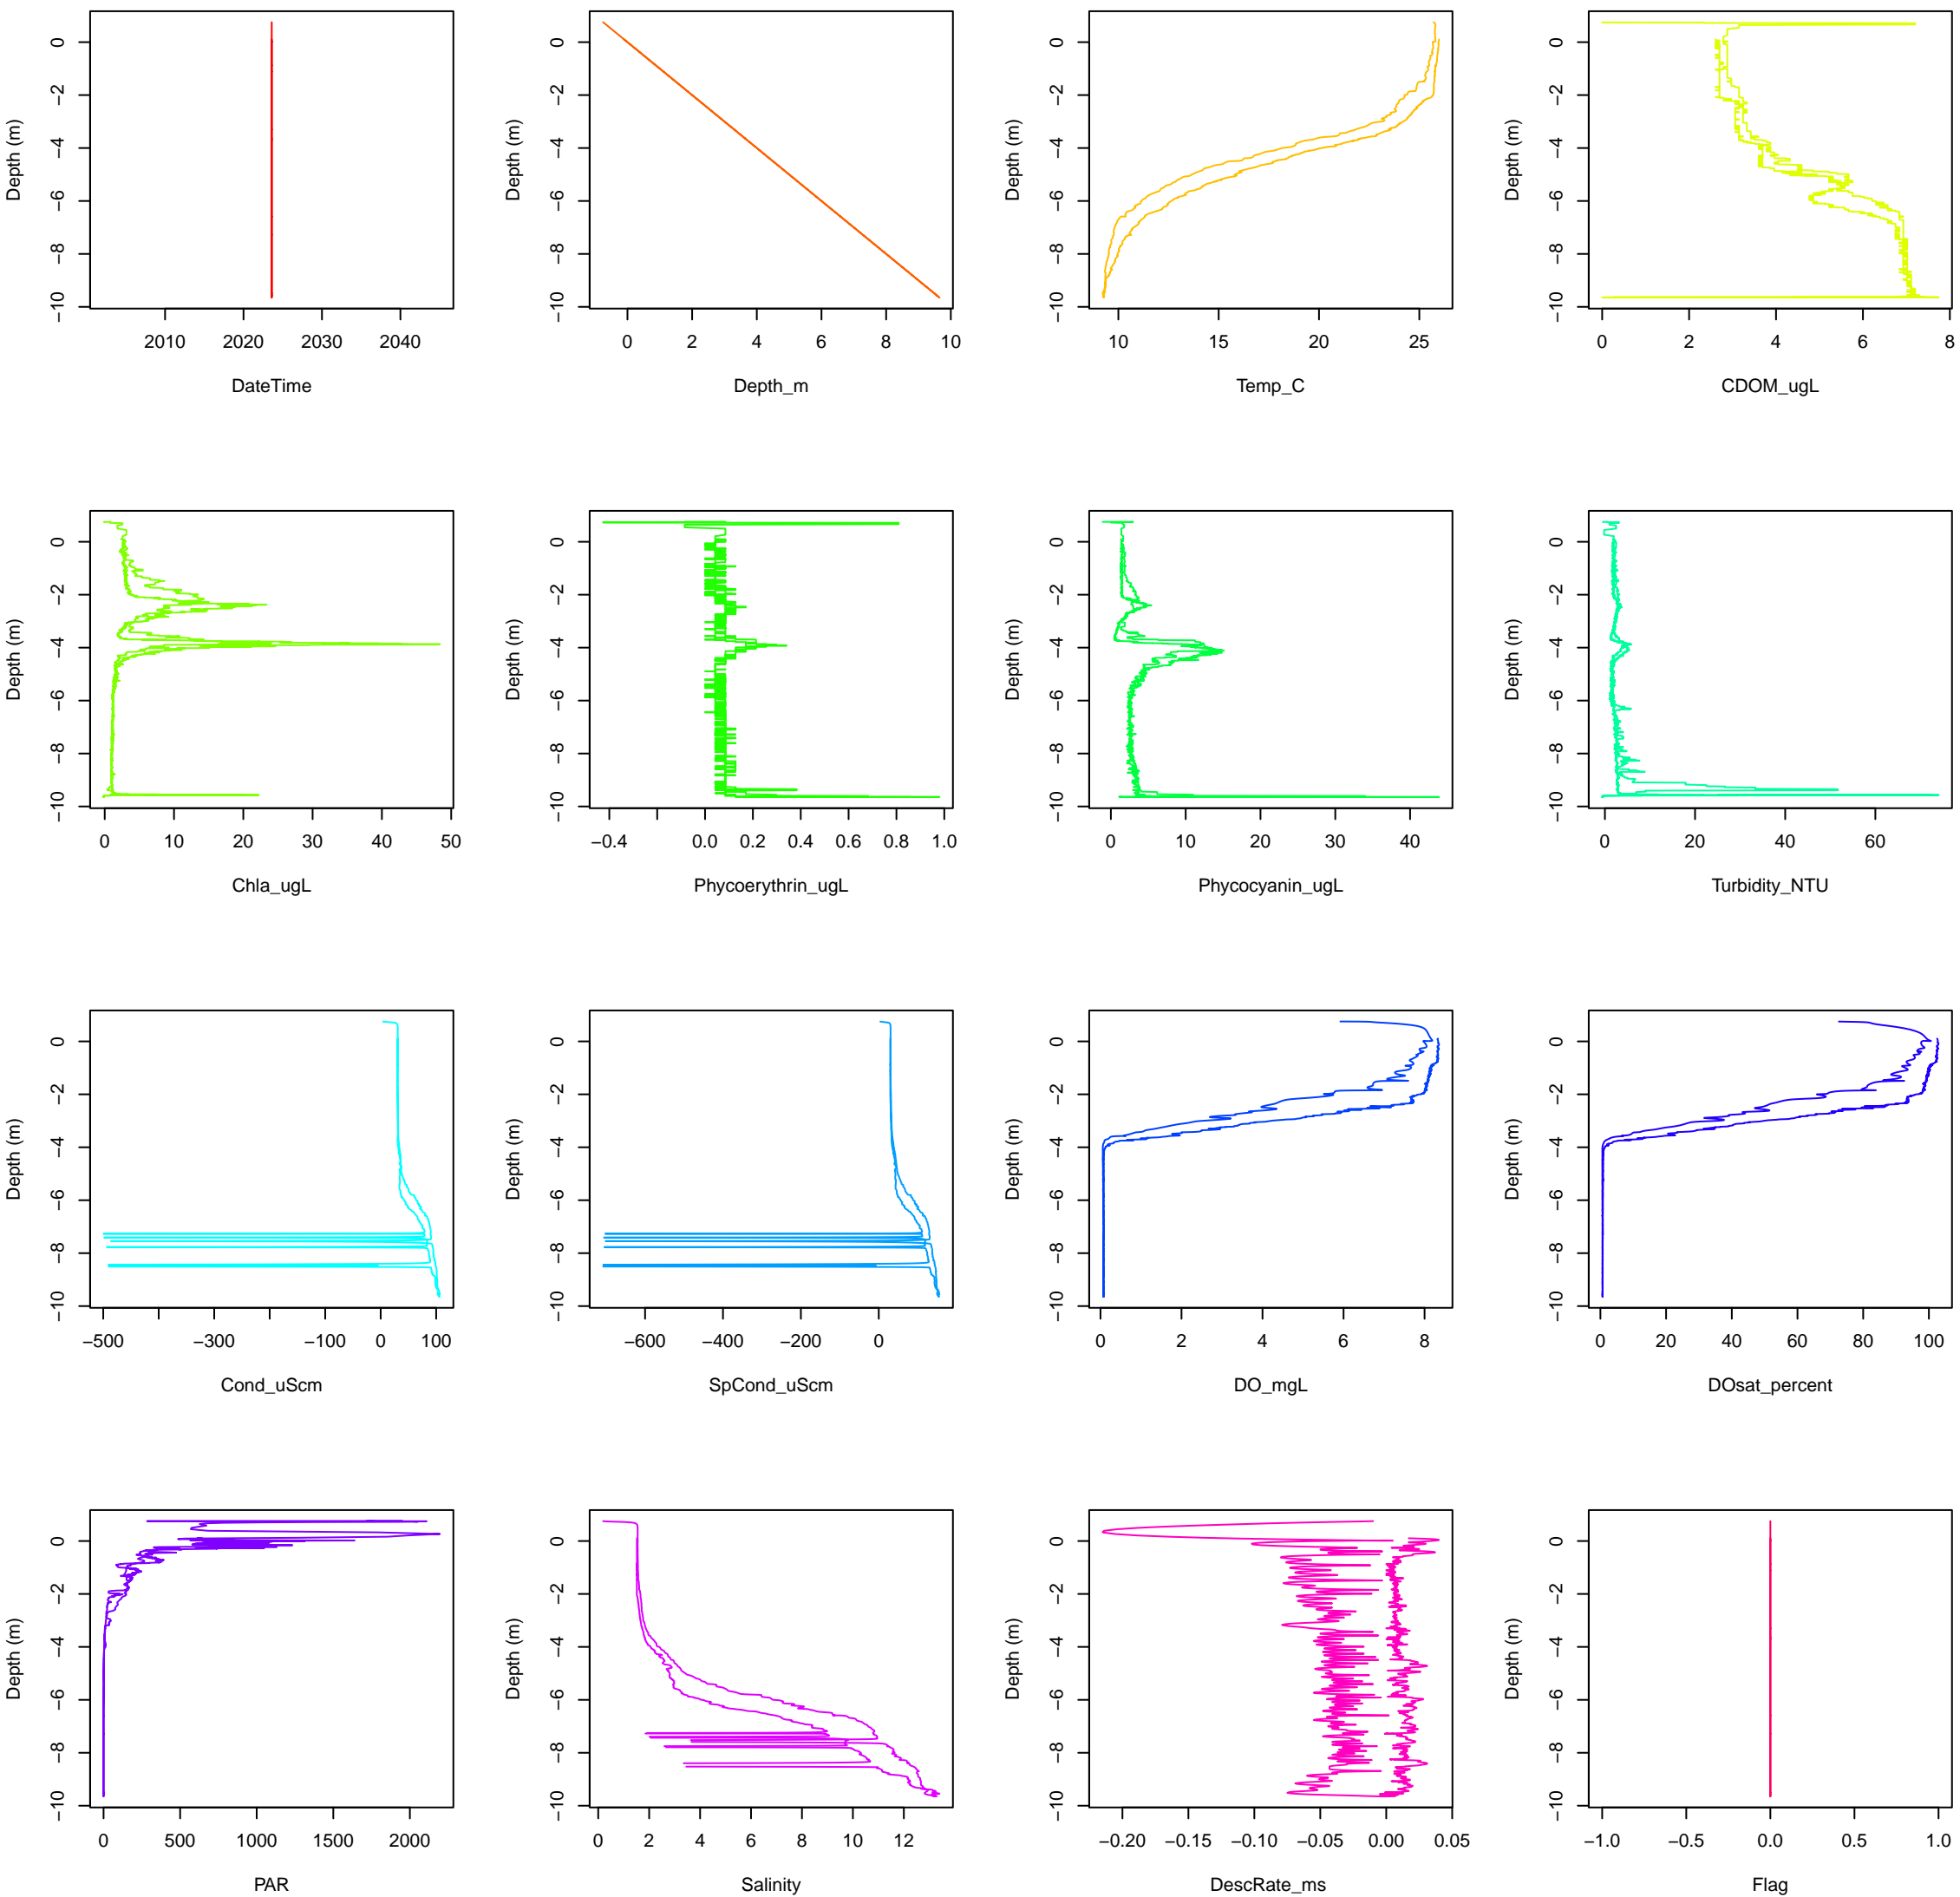 Depth (m)
−10 −8 −6 −4 −2 0
2010 2020 2030 2040
DateTime
Depth (m)
−10 −8 −6 −4 −2 0
0 2 4 6 8 10
Depth_m
Depth (m)
−10 −8 −6 −4 −2 0
10 15 20 25
Temp_C
Depth (m)
−10 −8 −6 −4 −2 0
0 2 4 6 8
CDOM_ugL
Depth (m)
−10 −8 −6 −4 −2 0
0 10 20 30 40 50
Chla_ugL
Depth (m)
−10 −8 −6 −4 −2 0
−0.4 0.0 0.2 0.4 0.6 0.8 1.0
Phycoerythrin_ugL
Depth (m)
−10 −8 −6 −4 −2 0
0 10 20 30 40
Phycocyanin_ugL
Depth (m)
−10 −8 −6 −4 −2 0
0 20 40 60
Turbidity_NTU
Depth (m)
−10 −8 −6 −4 −2 0
−500 −300 −100 0 100
Cond_uScm
Depth (m)
−10 −8 −6 −4 −2 0
−600 −400 −200 0
SpCond_uScm
Depth (m)
−10 −8 −6 −4 −2 0
0 2 4 6 8
DO_mgL
Depth (m)
−10 −8 −6 −4 −2 0
0 20 40 60 80 100
DOsat_percent
Depth (m)
−10 −8 −6 −4 −2 0
0 500 1000 1500 2000
PAR
Depth (m)
−10 −8 −6 −4 −2 0
0 2 4 6 8 10 12
Salinity
Depth (m)
−10 −8 −6 −4 −2 0
−0.20 −0.15 −0.10 −0.05 0.00 0.05
DescRate_ms
Depth (m)
−10 −8 −6 −4 −2 0
−1.0 −0.5 0.0 0.5 1.0
Flag